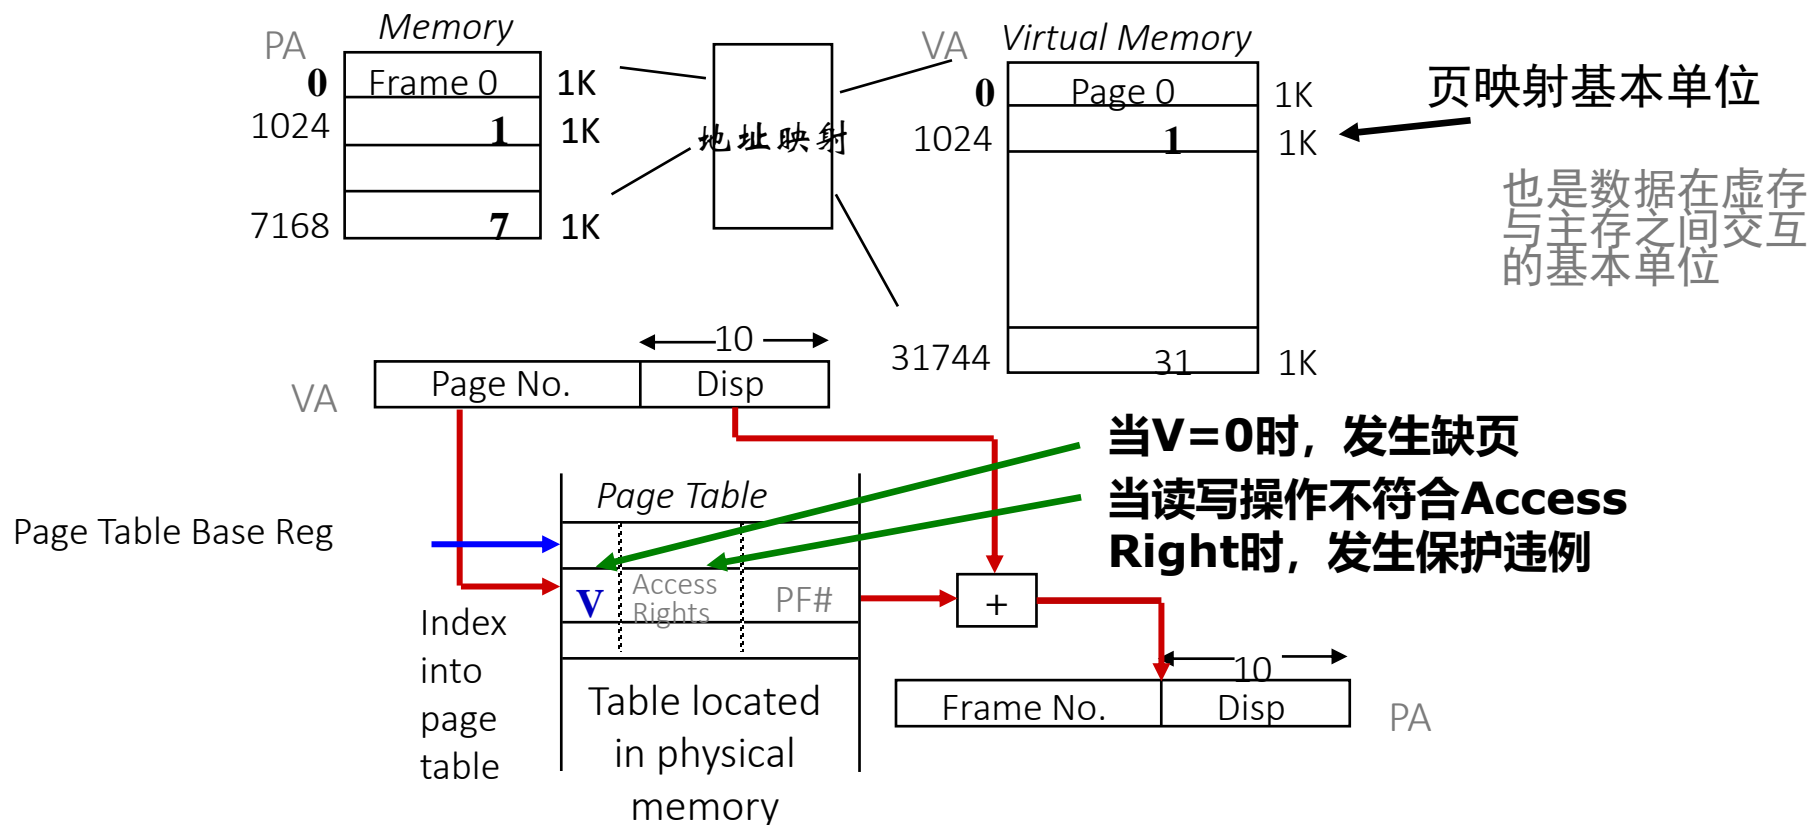 Memory
PA
0
Frame 0
1K
1024
1
1K
7168
7
1K
地址映射
VA
Virtual Memory
0
Page 0
1K
1024
1
1K
31744
31
1K
页映射基本单位
也是数据在虚存
与主存之间交互
的基本单位
10
VA
Page No.
Disp
当V=0时，发生缺页
当读写操作不符合Access
Right时，发生保护违例
Page Table
Page Table Base Reg
V
Access
Rights
PF#
+
Index
into
page
table
Table located
in physical
memory
10
Frame No.
Disp
PA